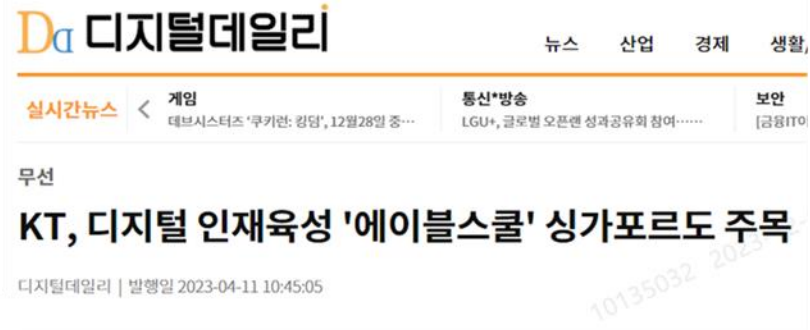 Da 디지털데일리
뉴스 산업 경제 생활/
실시간뉴스 < 게임 통신*방송 보안
데브시스터즈 '쿠키런: 킹덤', 12월28일 중… LGU+, 글로벌 오픈랜 성과공유회 참여…… [금융IT이
무선
KT, 디지털 인재육성 '에이블스쿨' 싱가포르도 주목
디지털데일리 | 발행일 2023-04-11 10:45:05
10135032